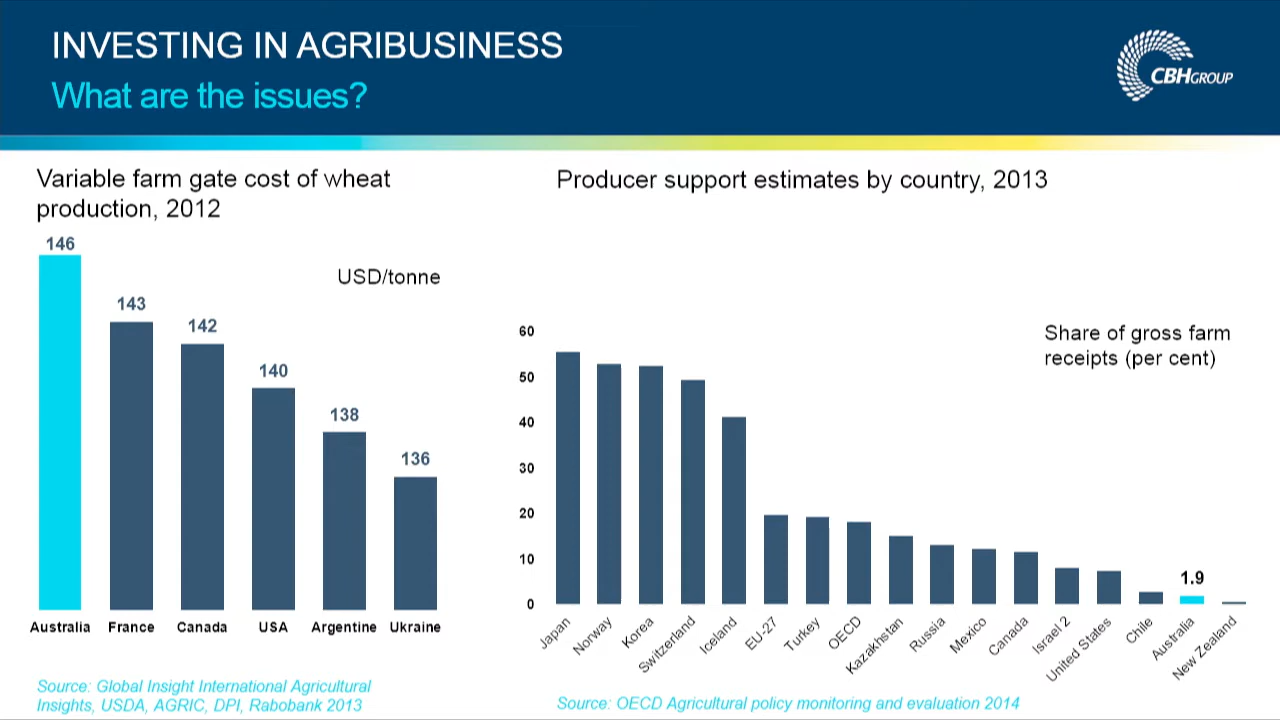 INVESTING IN AGRIBUSINESS
What are the issues?
CBHGROUP
Variable farm gate cost of wheat
production, 2012
USD/tonne
146
143
142
140
138
136
Australia France Canada USA Argentine Ukraine
Source: Global Insight International Agricultural
Insights, USDA, AGRIC, DPI, Rabobank 2013
Producer support estimates by country, 2013
Share of gross farm
receipts (per cent)
60
50
40
30
20
10
0
1.9
Japan
Norway
Korea
Switzerland
Iceland
EU-27
Turkey
OECD
Kazakhstan
Russia
Mexico
Canada
Israel 2
United States
Chile
Australia
New Zealand
Source: OECD Agricultural policy monitoring and evaluation 2014